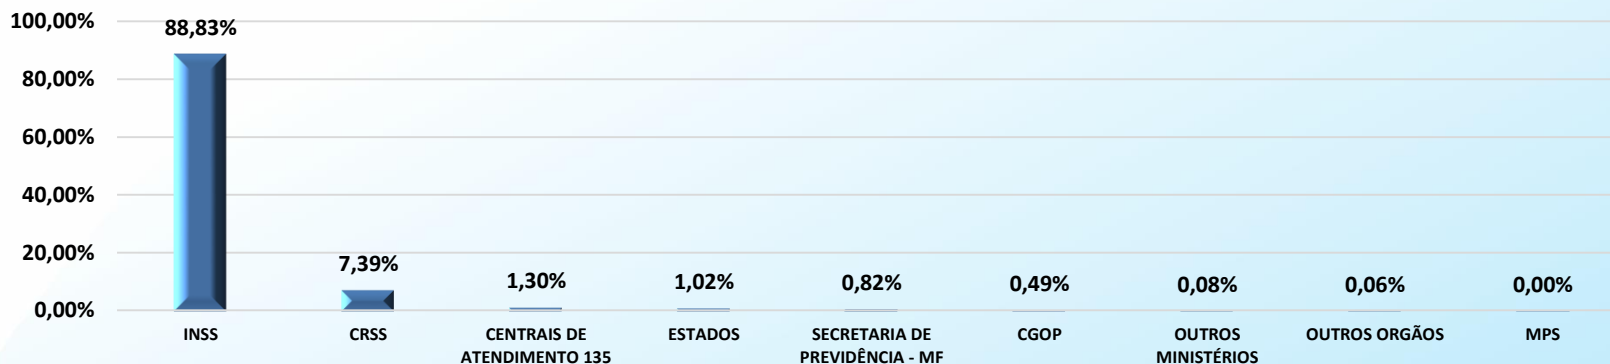 100,00%
80,00%
60,00%
40,00%
20,00%
0,00%
88,83%
7,39%
1,30%
1,02%
0,82%
0,49%
0,08%
0,06%
0,00%
INSS
CRSS
CENTRAIS DE
ATENDIMENTO 135
ESTADOS
SECRETARIA DE
PREVIDÊNCIA - MF
CGOP
OUTROS
MINISTÉRIOS
OUTROS ORGÃOS
MPS